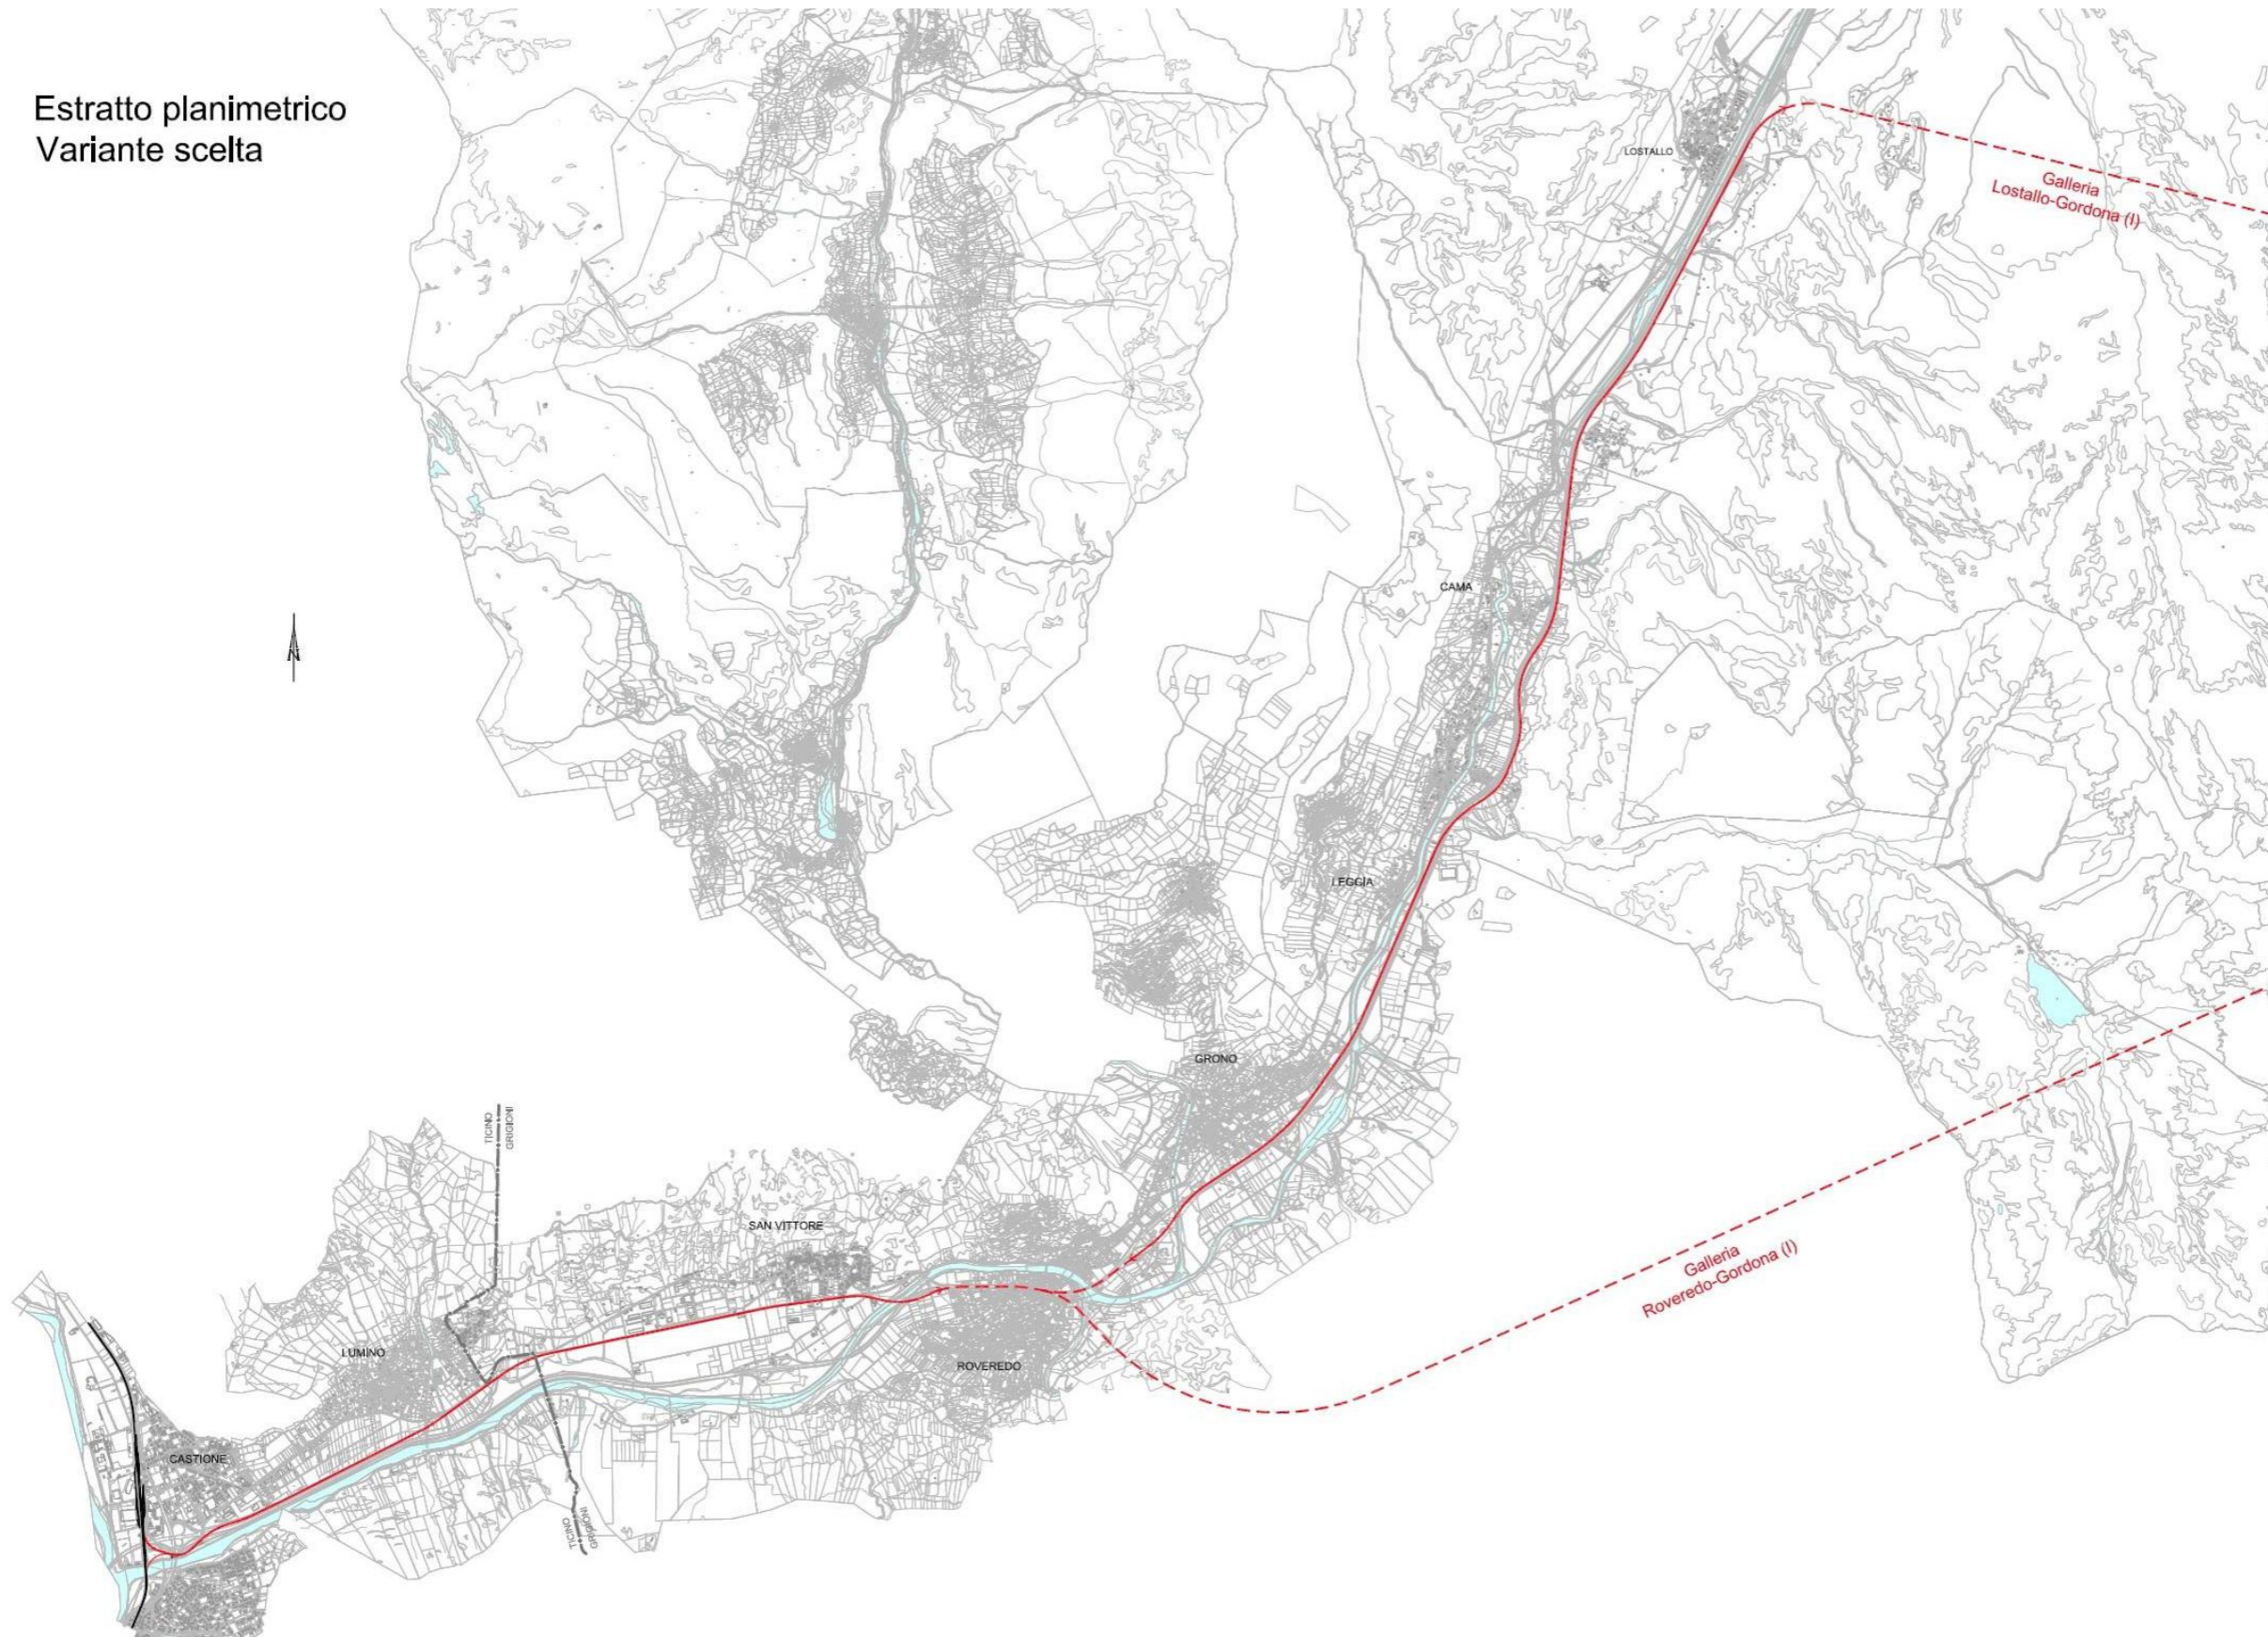 Estratto planimetrico
Variante scelta
LOSTALLO
Galleria
Lostallo-Gordona (I)
N
CAMA
LEGGIA
GRONO
TICINO
GRIGIONI
SAN VITTORE
Galleria
Roveredo-Gordona (I)
LUMINO
ROVEREDO
CASTIONE
TICINO
GRIGIONI